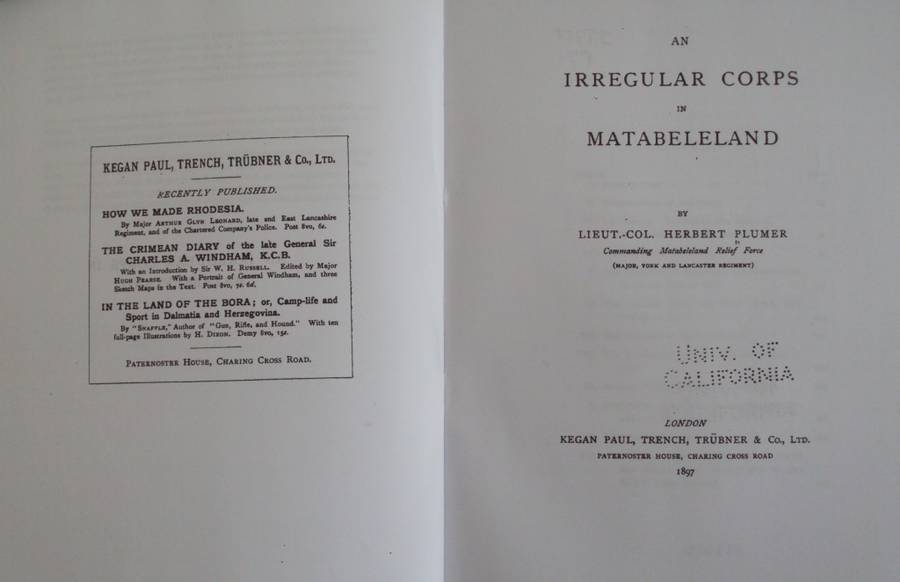 KEGAN PAUL, TRENCH, TRÜBNER & Co., LTD.
RECENTLY PUBLISHED.
HOW WE MADE RHODESIA.
By Major ARTHUR GLYN LEONARD, late 2nd East Lancashire
Regiment, and of the Chartered Company's Police. Post 8vo, 6s.
THE CRIMEAN DIARY of the late General Sir
CHARLES A. WINDHAM, K.C.B.
With an Introduction by Sir W. H. RUSSELL. Edited by Major
HUGH PEARSE. With a Portrait of General Windham, and three
Sketch Maps in the Text. Post 8vo, 7s. 6d.
IN THE LAND OF THE BORA; or, Camp-life and
Sport in Dalmatia and Herzegovina.
By "SNAFFLE," Author of "Gun, Rifle, and Hound." With ten
full-page Illustrations by H. DIXON. Demy 8vo, 15s.
PATERNOSTER HOUSE, CHARING CROSS ROAD.
AN
IRREGULAR CORPS
IN
MATABELELAND
BY
LIEUT.-COL. HERBERT PLUMER
Commanding Matabeleland Relief Force
(MAJOR, YORK AND LANCASTER REGIMENT)
UNIV. OF
CALIFORNIA
LONDON
KEGAN PAUL, TRENCH, TRÜBNER & Co., LTD.
PATERNOSTER HOUSE, CHARING CROSS ROAD
1897